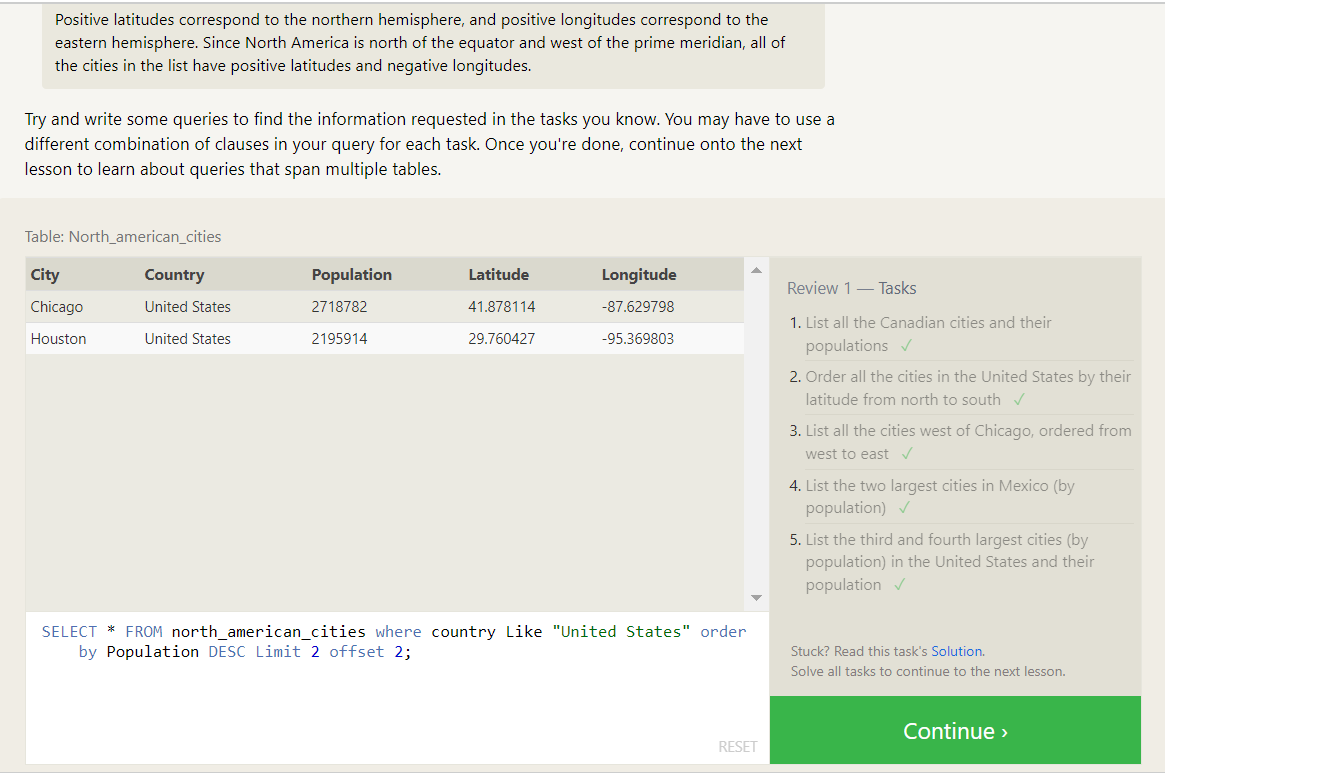 Positive latitudes correspond to the northern hemisphere, and positive longitudes correspond to the
eastern hemisphere. Since North America is north of the equator and west of the prime meridian, all of
the cities in the list have positive latitudes and negative longitudes.
Try and write some queries to find the information requested in the tasks you know. You may have to use a
different combination of clauses in your query for each task. Once you're done, continue onto the next
lesson to learn about queries that span multiple tables.
Table: North_american_cities
City Country Population Latitude Longitude
Chicago United States 2718782 41.878114 -87.629798
Houston United States 2195914 29.760427 -95.369803
SELECT * FROM north_american_cities where country Like "United States" order
by Population DESC Limit 2 offset 2;
RESET
Review 1 — Tasks
1. List all the Canadian cities and their
populations ✓
2. Order all the cities in the United States by their
latitude from north to south ✓
3. List all the cities west of Chicago, ordered from
west to east ✓
4. List the two largest cities in Mexico (by
population) ✓
5. List the third and fourth largest cities (by
population) in the United States and their
population ✓
Stuck? Read this task's Solution.
Solve all tasks to continue to the next lesson.
Continue ›